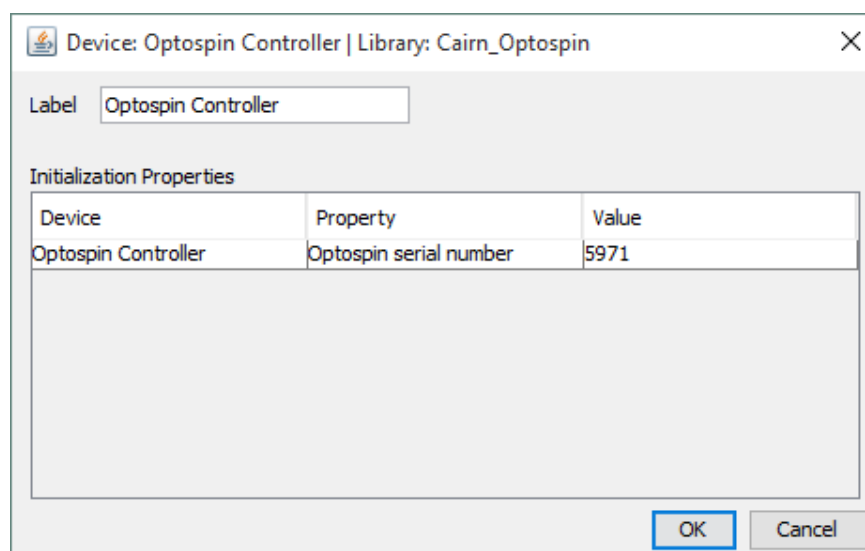 Device: Optospin Controller | Library: Cairn_Optospin
Label Optospin Controller
Initialization Properties
Device Property Value
Optospin Controller Optospin serial number 5971
OK Cancel